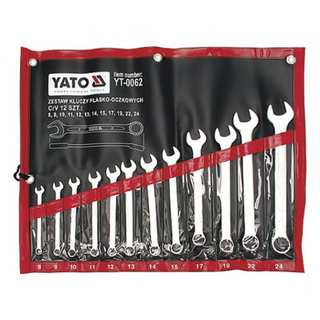 YATO
item number:
YT-0062
ZESTAW KLUCZY PŁASKO-OCZKOWYCH
CrV 12 SZT.:
8, 9, 10, 11, 12, 13, 14, 15, 17, 19, 22, 24
8 9 10 11 12 13 14 15 17 19 22 24